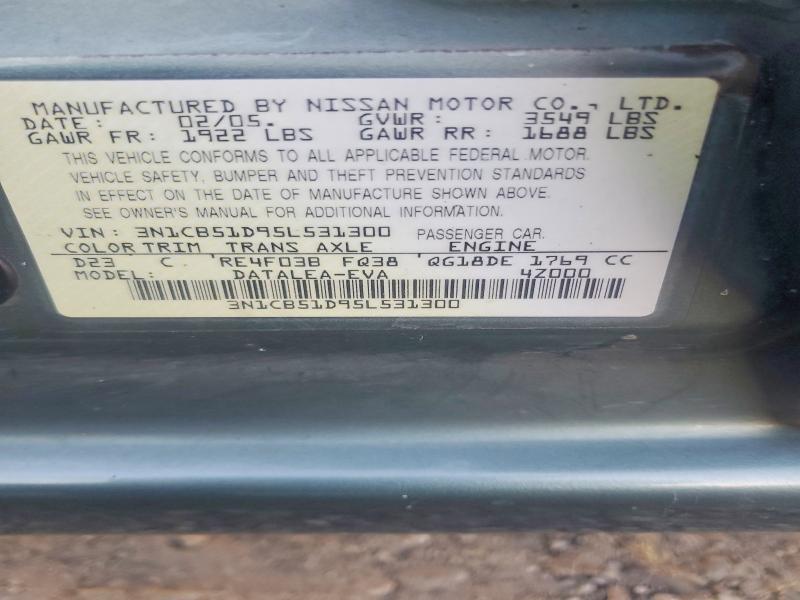 MANUFACTURED BY NISSAN MOTOR CO., LTD.
DATE: 02/05. GVWR: 3549 LBS
GAWR FR: 1922 LBS GAWR RR: 1688 LBS
THIS VEHICLE CONFORMS TO ALL APPLICABLE FEDERAL MOTOR
VEHICLE SAFETY, BUMPER AND THEFT PREVENTION STANDARDS
IN EFFECT ON THE DATE OF MANUFACTURE SHOWN ABOVE.
SEE OWNER'S MANUAL FOR ADDITIONAL INFORMATION.
VIN: 3N1CB51D95L531300 PASSENGER CAR.
COLOR TRIM TRANS AXLE ENGINE
D23 C. 'RE4F03B FQ38 'QG18DE 1769 CC
MODEL: DATALEA-EVA 4Z000
3N1CB51D95L531300